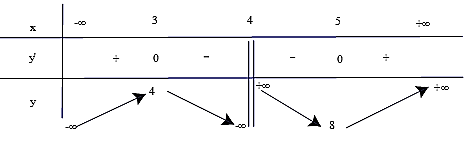 x -∞ 3 4 5 ÷∞
y' ÷ 0 - - 0 ÷
4 ÷∞ ÷∞
y
-∞ -∞ 8